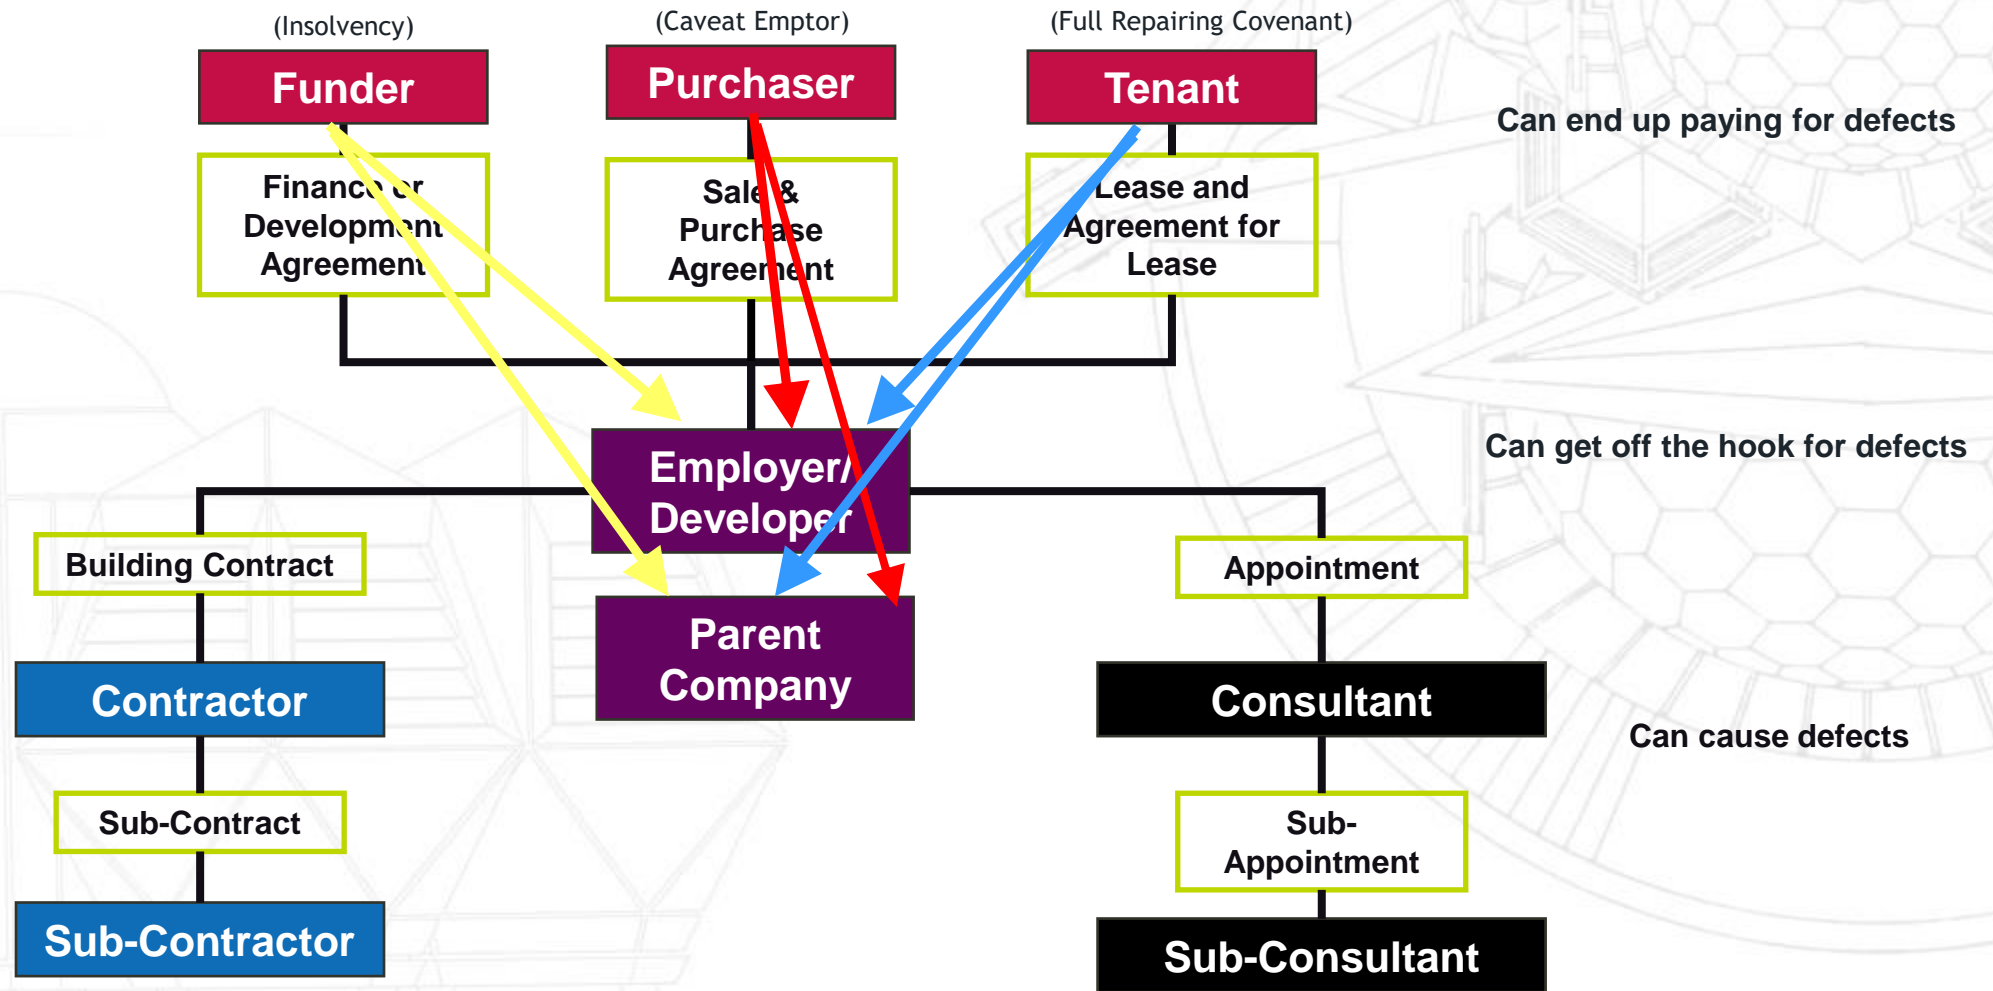 (Insolvency)
(Caveat Emptor)
(Full Repairing Covenant)
Funder
Purchaser
Tenant
Can end up paying for defects
Finance or
Development
Agreement
Sale &
Purchase
Agreement
Lease and
Agreement for
Lease
Can get off the hook for defects
Employer/
Developer
Building Contract
Appointment
Parent
Company
Contractor
Consultant
Can cause defects
Sub-Contract
Sub-
Appointment
Sub-Contractor
Sub-Consultant